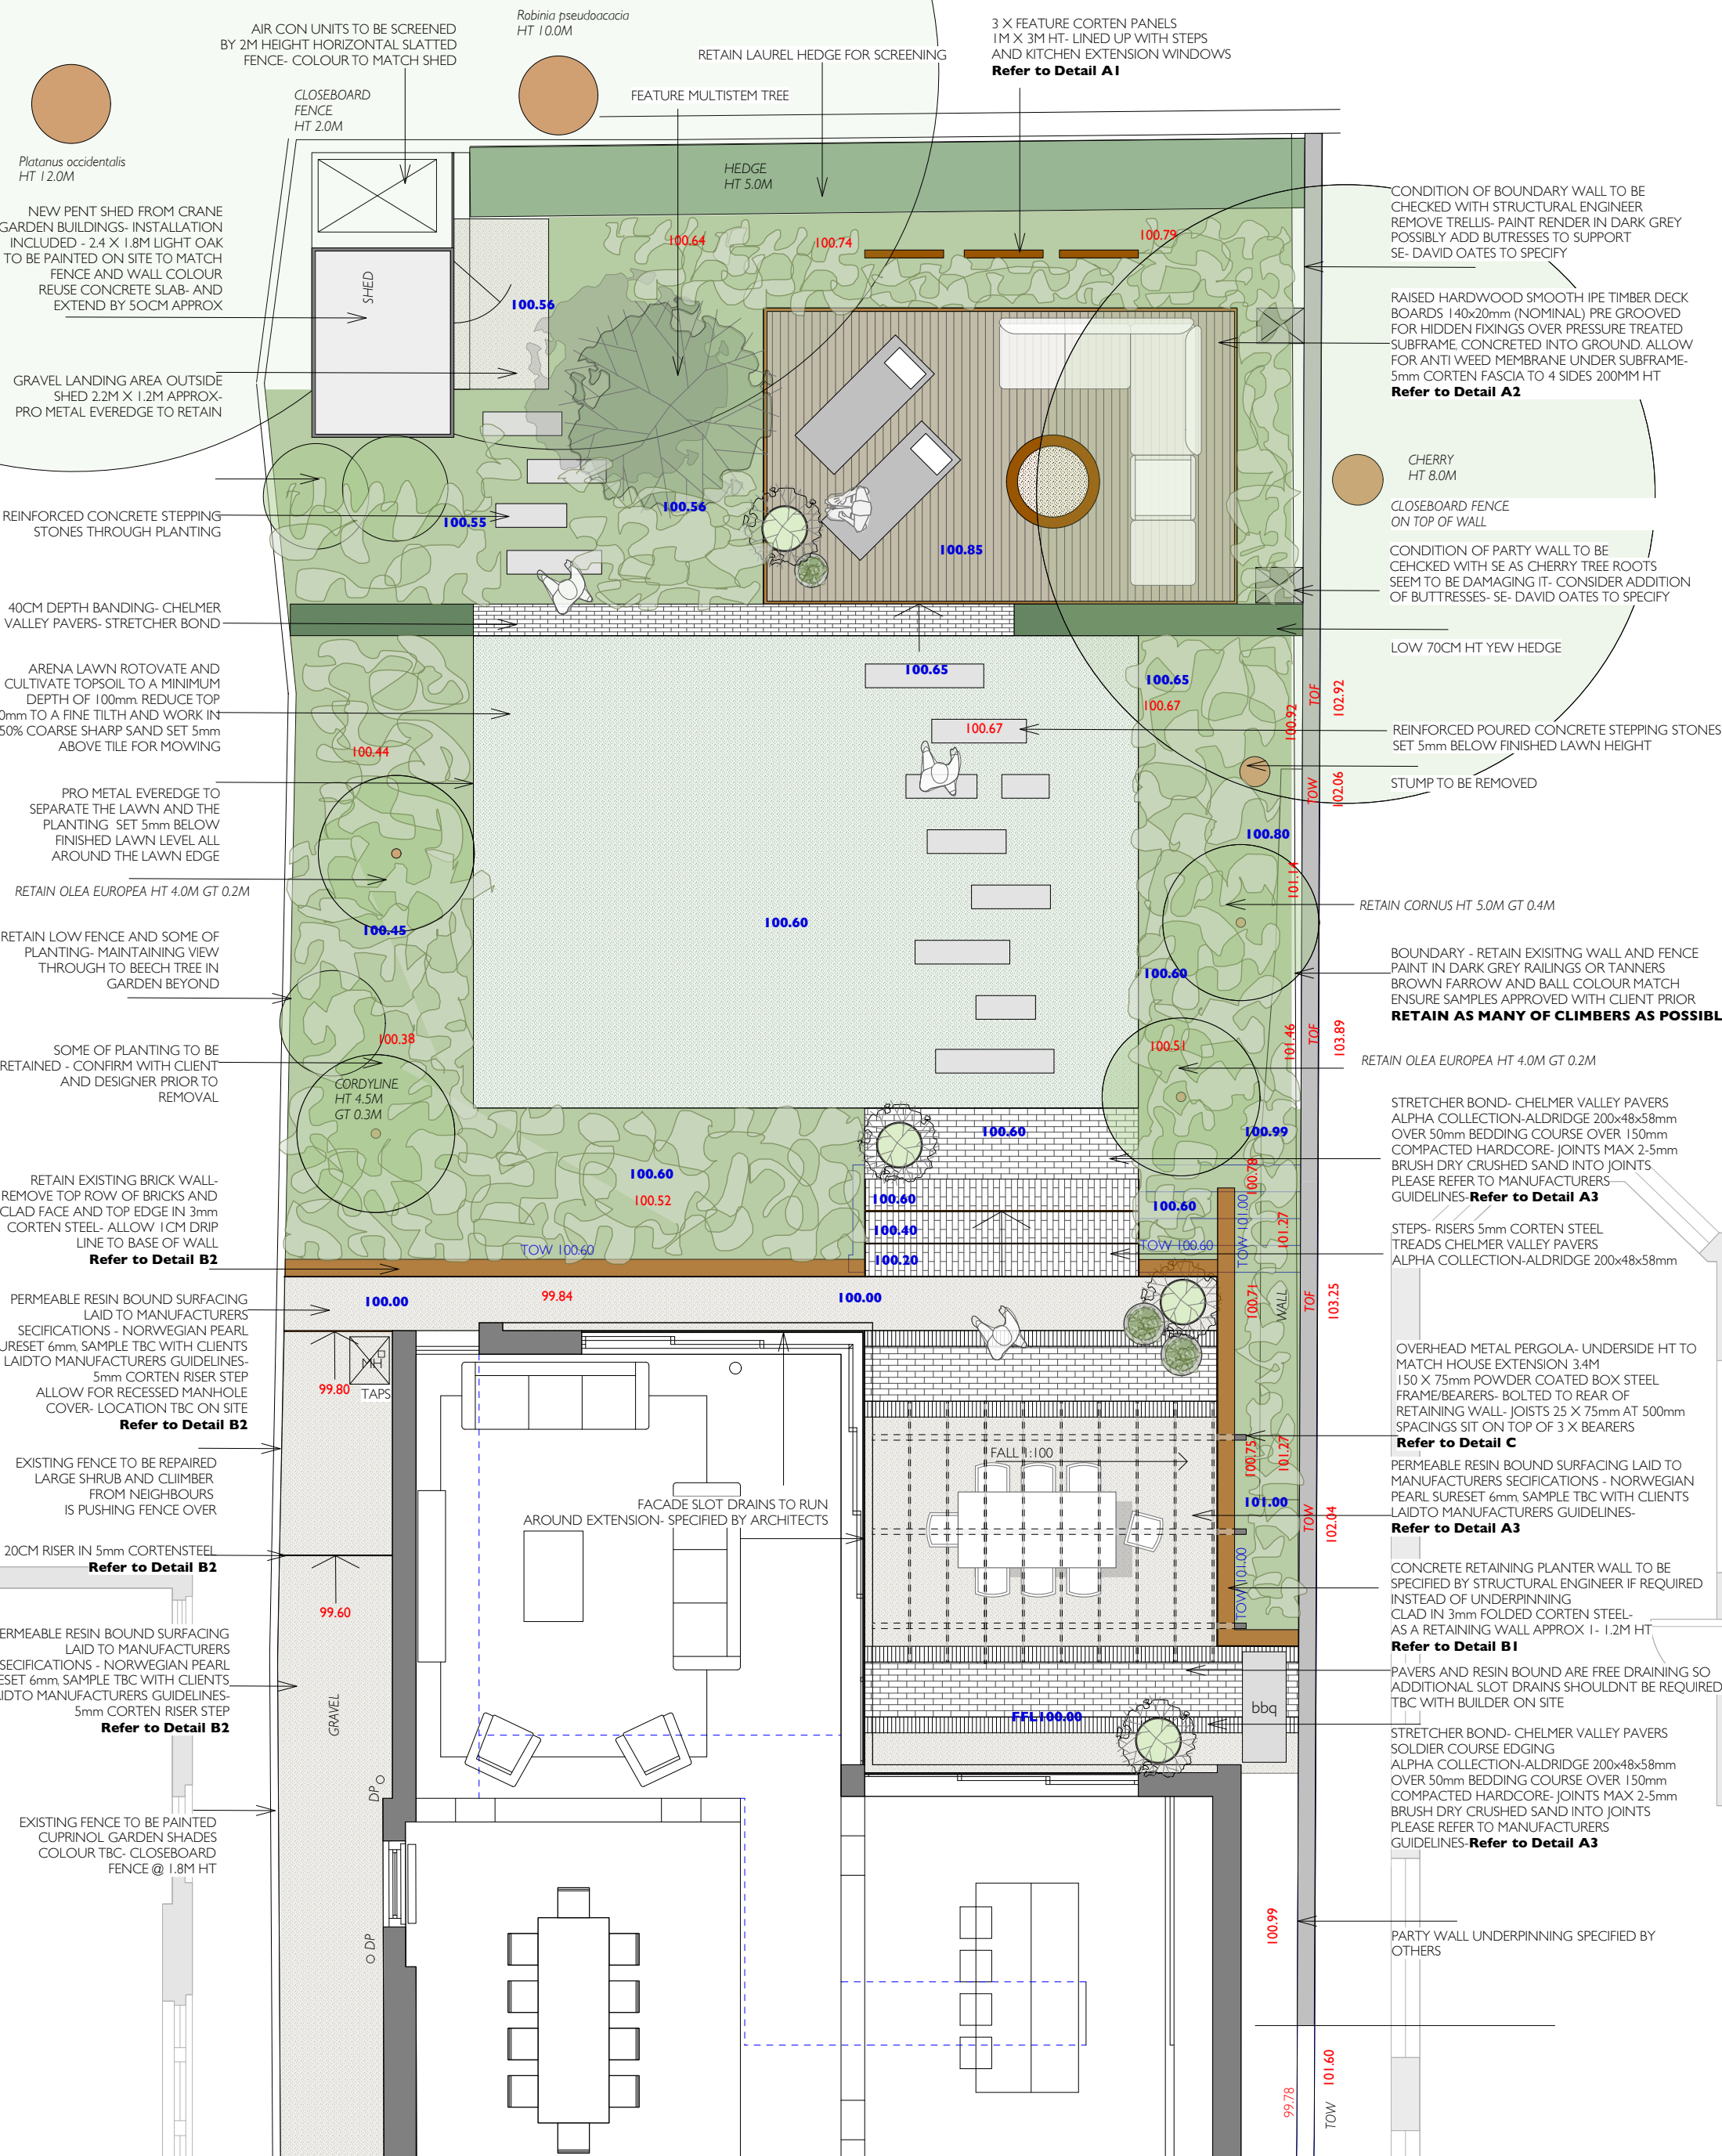 Robinia pseudoacacia
HT 10.0M
AIR CON UNITS TO BE SCREENED
BY 2M HEIGHT HORIZONTAL SLATTED
FENCE- COLOUR TO MATCH SHED
RETAIN LAUREL HEDGE FOR SCREENING
3 X FEATURE CORTEN PANELS
1M X 3M HT- LINED UP WITH STEPS
AND KITCHEN EXTENSION WINDOWS
Refer to Detail A1
CLOSEBOARD
FENCE
HT 2.0M
FEATURE MULTISTEM TREE
Platanus occidentalis
HT 12.0M
HEDGE
HT 5.0M
NEW PENT SHED FROM CRANE
GARDEN BUILDINGS- INSTALLATION
INCLUDED - 2.4 X 1.8M LIGHT OAK
TO BE PAINTED ON SITE TO MATCH
FENCE AND WALL COLOUR
REUSE CONCRETE SLAB- AND
EXTEND BY 5OCM APPROX
SHED
100.64
100.74
100.79
100.56
CONDITION OF BOUNDARY WALL TO BE
CHECKED WITH STRUCTURAL ENGINEER
REMOVE TRELLIS- PAINT RENDER IN DARK GREY
POSSIBLY ADD BUTRESSES TO SUPPORT
SE- DAVID OATES TO SPECIFY
RAISED HARDWOOD SMOOTH IPE TIMBER DECK
BOARDS 140x20mm (NOMINAL) PRE GROOVED
FOR HIDDEN FIXINGS OVER PRESSURE TREATED
SUBFRAME, CONCRETED INTO GROUND. ALLOW
FOR ANTI WEED MEMBRANE UNDER SUBFRAME-
5mm CORTEN FASCIA TO 4 SIDES 200MM HT
Refer to Detail A2
GRAVEL LANDING AREA OUTSIDE
SHED 2.2M X 1.2M APPROX-
PRO METAL EVEREDGE TO RETAIN
CHERRY
HT 8.0M
CLOSEBOARD FENCE
ON TOP OF WALL
REINFORCED CONCRETE STEPPING
STONES THROUGH PLANTING
100.55
100.56
100.85
CONDITION OF PARTY WALL TO BE
CEHCKED WITH SE AS CHERRY TREE ROOTS
SEEM TO BE DAMAGING IT- CONSIDER ADDITION
OF BUTTRESSES- SE- DAVID OATES TO SPECIFY
40CM DEPTH BANDING- CHELMER
VALLEY PAVERS- STRETCHER BOND
LOW 70CM HT YEW HEDGE
ARENA LAWN ROTOVATE AND
CULTIVATE TOPSOIL TO A MINIMUM
DEPTH OF 100mm. REDUCE TOP
0mm TO A FINE TILTH AND WORK IN
50% COARSE SHARP SAND SET 5mm
ABOVE TILE FOR MOWING
100.65
100.65
100.67
100.67
100.92
TOF
102.92
REINFORCED POURED CONCRETE STEPPING STONES
SET 5mm BELOW FINISHED LAWN HEIGHT
100.44
STUMP TO BE REMOVED
TOW
102.06
PRO METAL EVEREDGE TO
SEPARATE THE LAWN AND THE
PLANTING SET 5mm BELOW
FINISHED LAWN LEVEL ALL
AROUND THE LAWN EDGE
100.80
101.14
RETAIN OLEA EUROPEA HT 4.0M GT 0.2M
RETAIN CORNUS HT 5.0M GT 0.4M
100.45
100.60
RETAIN LOW FENCE AND SOME OF
PLANTING- MAINTAINING VIEW
THROUGH TO BEECH TREE IN
GARDEN BEYOND
100.60
BOUNDARY - RETAIN EXISITNG WALL AND FENCE
PAINT IN DARK GREY RAILINGS OR TANNERS
BROWN FARROW AND BALL COLOUR MATCH
ENSURE SAMPLES APPROVED WITH CLIENT PRIOR
RETAIN AS MANY OF CLIMBERS AS POSSIBL
100.38
100.51
101.46
TOF
103.89
SOME OF PLANTING TO BE
RETAINED - CONFIRM WITH CLIENT
AND DESIGNER PRIOR TO
REMOVAL
RETAIN OLEA EUROPEA HT 4.0M GT 0.2M
CORDYLINE
HT 4.5M
GT 0.3M
STRETCHER BOND- CHELMER VALLEY PAVERS
ALPHA COLLECTION-ALDRIDGE 200x48x58mm
OVER 50mm BEDDING COURSE OVER 150mm
COMPACTED HARDCORE- JOINTS MAX 2-5mm
BRUSH DRY CRUSHED SAND INTO JOINTS
PLEASE REFER TO MANUFACTURERS
GUIDELINES-Refer to Detail A3
100.60
100.99
100.60
100.52
100.78
RETAIN EXISTING BRICK WALL-
REMOVE TOP ROW OF BRICKS AND
CLAD FACE AND TOP EDGE IN 3mm
CORTEN STEEL- ALLOW 1CM DRIP
LINE TO BASE OF WALL
Refer to Detail B2
100.60
100.40
100.20
100.60
TOW 100.60
TOW 100.60
TOW 101.00
101.27
STEPS- RISERS 5mm CORTEN STEEL
TREADS CHELMER VALLEY PAVERS
ALPHA COLLECTION-ALDRIDGE 200x48x58mm
PERMEABLE RESIN BOUND SURFACING
LAID TO MANUFACTURERS
SECIFICATIONS - NORWEGIAN PEARL
URESET 6mm, SAMPLE TBC WITH CLIENTS
LAIDTO MANUFACTURERS GUIDELINES-
5mm CORTEN RISER STEP
ALLOW FOR RECESSED MANHOLE
COVER- LOCATION TBC ON SITE
Refer to Detail B2
100.00
99.84
100.00
100.71
WALL
TOF
103.25
MH
TAPS
99.80
OVERHEAD METAL PERGOLA- UNDERSIDE HT TO
MATCH HOUSE EXTENSION 3.4M
150 X 75mm POWDER COATED BOX STEEL
FRAME/BEARERS- BOLTED TO REAR OF
RETAINING WALL- JOISTS 25 X 75mm AT 500mm
SPACINGS SIT ON TOP OF 3 X BEARERS
Refer to Detail C
EXISTING FENCE TO BE REPAIRED
LARGE SHRUB AND CLIIMBER
FROM NEIGHBOURS
IS PUSHING FENCE OVER
FALL 1:100
100.75
101.27
101.00
TOW
102.04
PERMEABLE RESIN BOUND SURFACING LAID TO
MANUFACTURERS SECIFICATIONS - NORWEGIAN
PEARL SURESET 6mm, SAMPLE TBC WITH CLIENTS
LAIDTO MANUFACTURERS GUIDELINES-
Refer to Detail A3
FACADE SLOT DRAINS TO RUN
AROUND EXTENSION- SPECIFIED BY ARCHITECTS
20CM RISER IN 5mm CORTENSTEEL
Refer to Detail B2
99.60
TOW101.00
CONCRETE RETAINING PLANTER WALL TO BE
SPECIFIED BY STRUCTURAL ENGINEER IF REQUIRED
INSTEAD OF UNDERPINNING
CLAD IN 3mm FOLDED CORTEN STEEL-
AS A RETAINING WALL APPROX 1- 1.2M HT
Refer to Detail B1
ERMEABLE RESIN BOUND SURFACING
LAID TO MANUFACTURERS
SECIFICATIONS - NORWEGIAN PEARL
ESET 6mm, SAMPLE TBC WITH CLIENTS
IDTO MANUFACTURERS GUIDELINES-
5mm CORTEN RISER STEP
Refer to Detail B2
GRAVEL
PAVERS AND RESIN BOUND ARE FREE DRAINING SO
ADDITIONAL SLOT DRAINS SHOULDNT BE REQUIRED
TBC WITH BUILDER ON SITE
bbq
FFL100.00
STRETCHER BOND- CHELMER VALLEY PAVERS
SOLDIER COURSE EDGING
ALPHA COLLECTION-ALDRIDGE 200x48x58mm
OVER 50mm BEDDING COURSE OVER 150mm
COMPACTED HARDCORE- JOINTS MAX 2-5mm
BRUSH DRY CRUSHED SAND INTO JOINTS
PLEASE REFER TO MANUFACTURERS
GUIDELINES-Refer to Detail A3
DP
EXISTING FENCE TO BE PAINTED
CUPRINOL GARDEN SHADES
COLOUR TBC- CLOSEBOARD
FENCE @ 1.8M HT
DP
100.99
PARTY WALL UNDERPINNING SPECIFIED BY
OTHERS
99.78
TOW
101.60